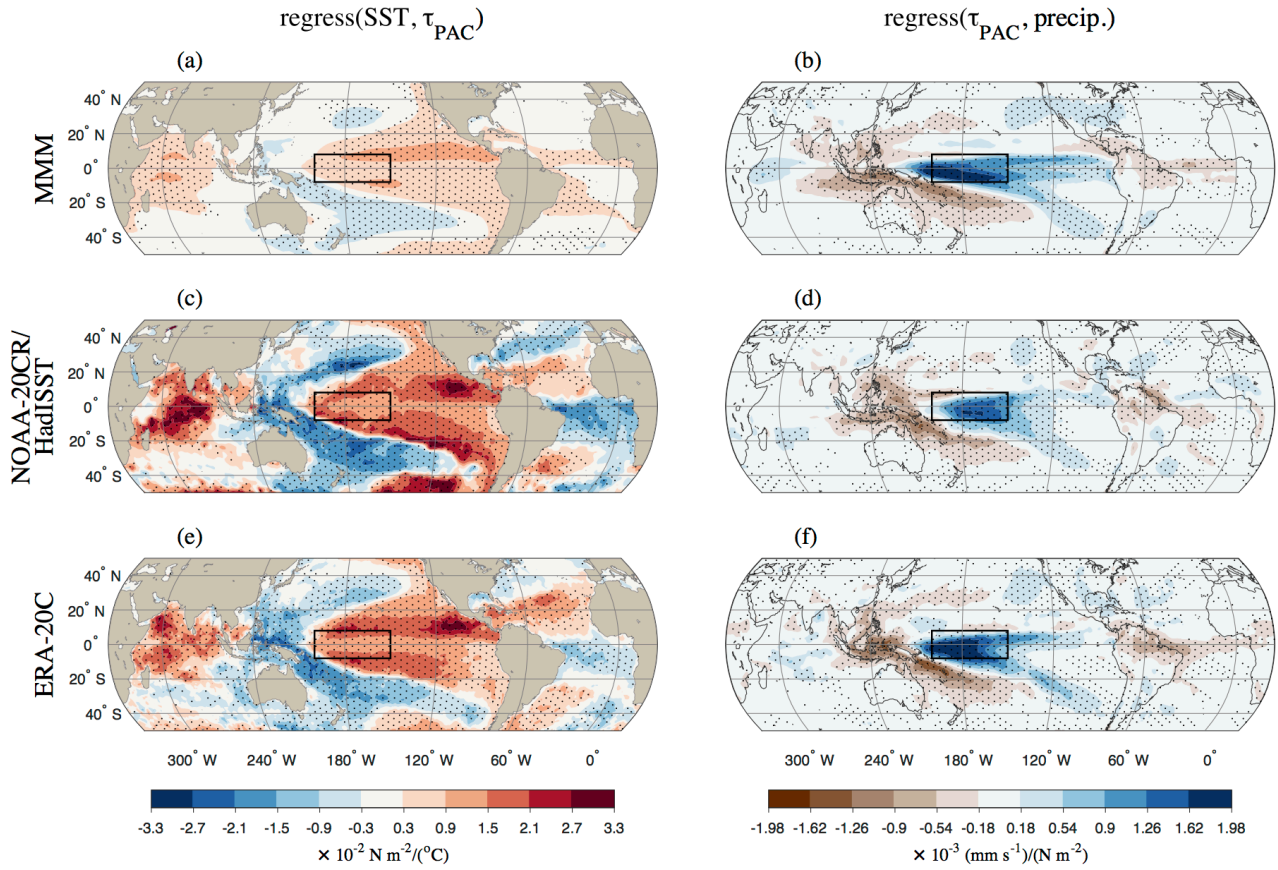 regress(SST, τPAC)
regress(τPAC, precip.)
(a)
(b)
MMM
40° N
20° N
0°
20° S
40° S
(c)
(d)
NOAA-20CR/
HadISST
40° N
20° N
0°
20° S
40° S
(e)
(f)
ERA-20C
40° N
20° N
0°
20° S
40° S
300° W 240° W 180° W 120° W 60° W 0°
300° W 240° W 180° W 120° W 60° W 0°
-3.3 -2.7 -2.1 -1.5 -0.9 -0.3 0.3 0.9 1.5 2.1 2.7 3.3
× 10⁻² N m⁻²/(°C)
-1.98 -1.62 -1.26 -0.9 -0.54 -0.18 0.18 0.54 0.9 1.26 1.62 1.98
× 10⁻³ (mm s⁻¹)/(N m⁻²)